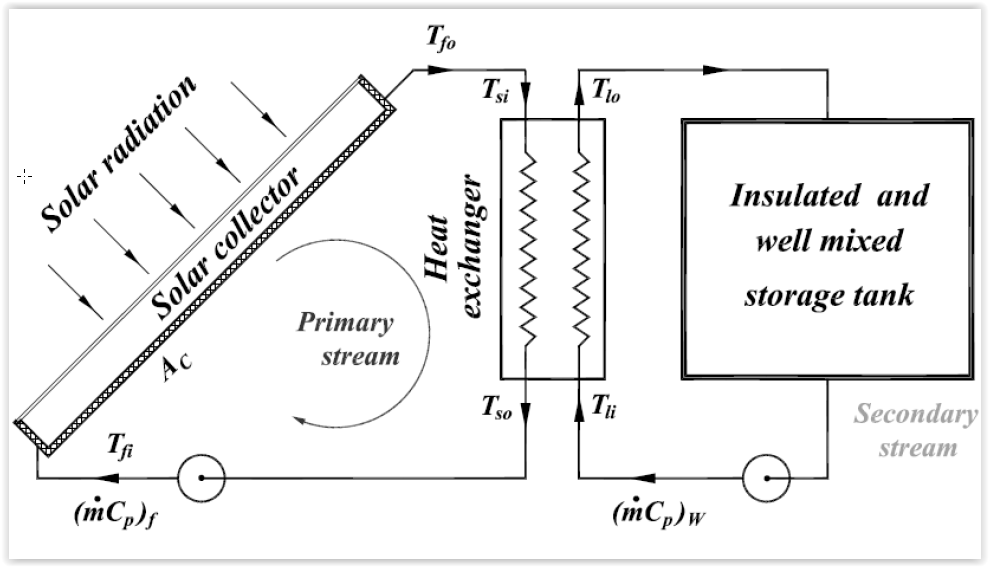 T_fo
T_si
T_lo
Solar radiation
Solar collector
A_C
Heat
exchanger
Insulated and
well mixed
storage tank
Primary
stream
T_so
T_li
Secondary
stream
T_fi
(ṁC_p)_f
(ṁC_p)_W